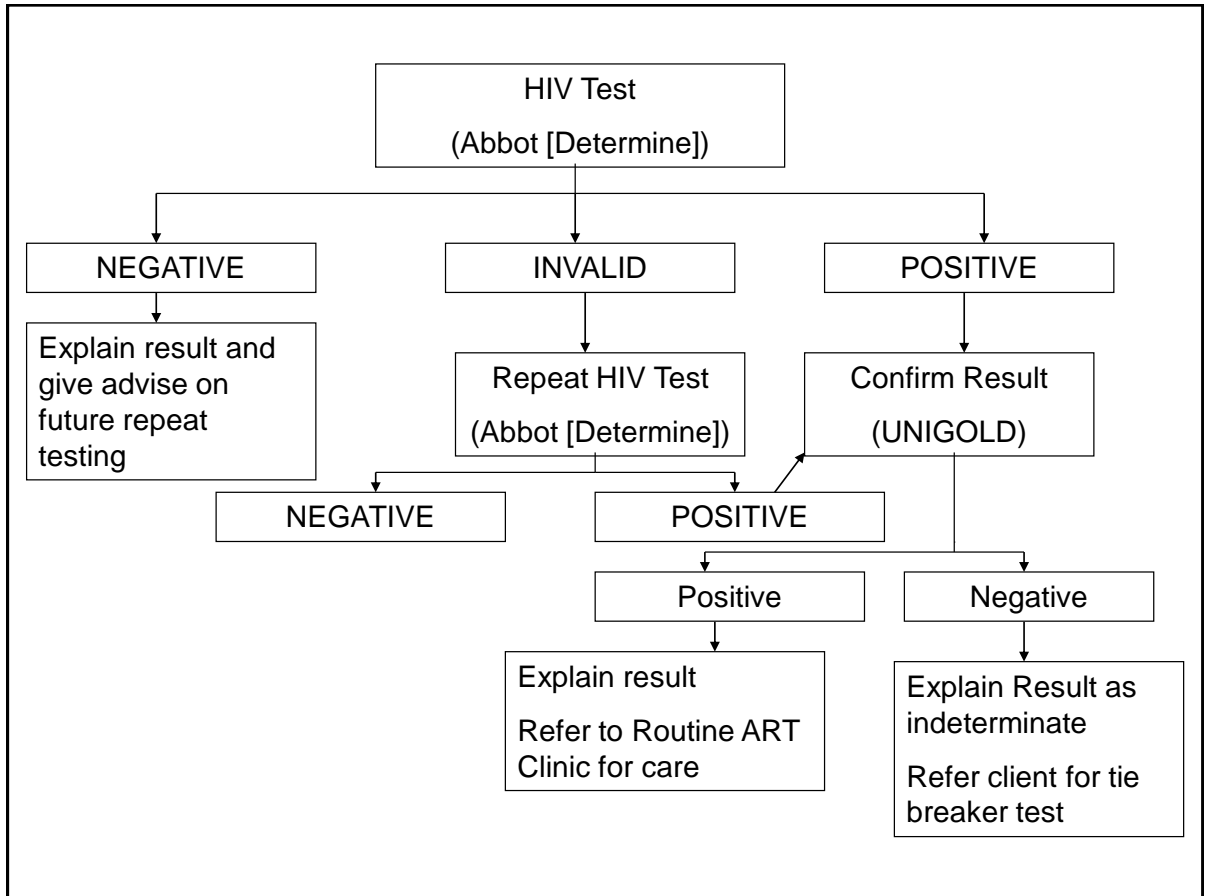 HIV Test
(Abbot [Determine])
NEGATIVE
INVALID
POSITIVE
Explain result and
give advise on
future repeat
testing
Repeat HIV Test
(Abbot [Determine])
Confirm Result
(UNIGOLD)
NEGATIVE
POSITIVE
Positive
Negative
Explain result
Refer to Routine ART
Clinic for care
Explain Result as
indeterminate
Refer client for tie
breaker test